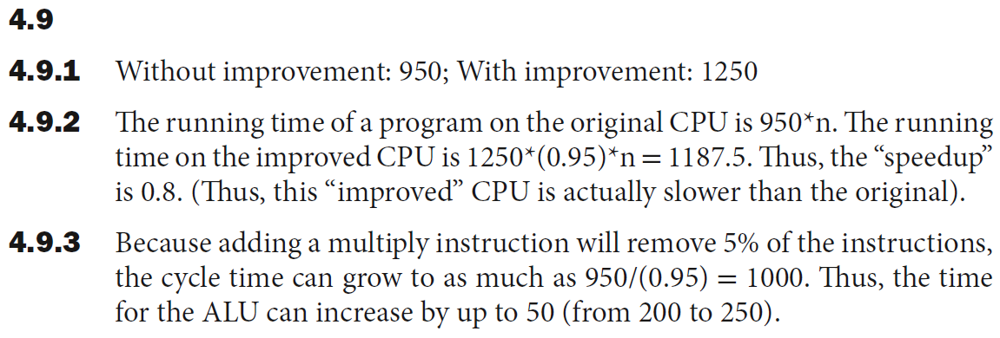 4.9
4.9.1 Without improvement: 950; With improvement: 1250
4.9.2 The running time of a program on the original CPU is 950*n. The running
time on the improved CPU is 1250*(0.95)*n = 1187.5. Thus, the “speedup”
is 0.8. (Thus, this “improved” CPU is actually slower than the original).
4.9.3 Because adding a multiply instruction will remove 5% of the instructions,
the cycle time can grow to as much as 950/(0.95) = 1000. Thus, the time
for the ALU can increase by up to 50 (from 200 to 250).